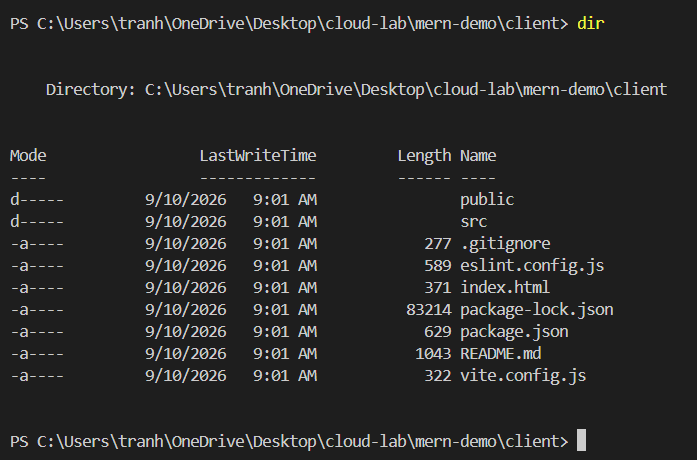 PS C:\Users\tranh\OneDrive\Desktop\cloud-lab\mern-demo\client> dir
Directory: C:\Users\tranh\OneDrive\Desktop\cloud-lab\mern-demo\client
Mode LastWriteTime Length Name
---- ------------- ------ ----
d----- 9/10/2026 9:01 AM public
d----- 9/10/2026 9:01 AM src
-a---- 9/10/2026 9:01 AM 277 .gitignore
-a---- 9/10/2026 9:01 AM 589 eslint.config.js
-a---- 9/10/2026 9:01 AM 371 index.html
-a---- 9/10/2026 9:01 AM 83214 package-lock.json
-a---- 9/10/2026 9:01 AM 629 package.json
-a---- 9/10/2026 9:01 AM 1043 README.md
-a---- 9/10/2026 9:01 AM 322 vite.config.js
PS C:\Users\tranh\OneDrive\Desktop\cloud-lab\mern-demo\client>